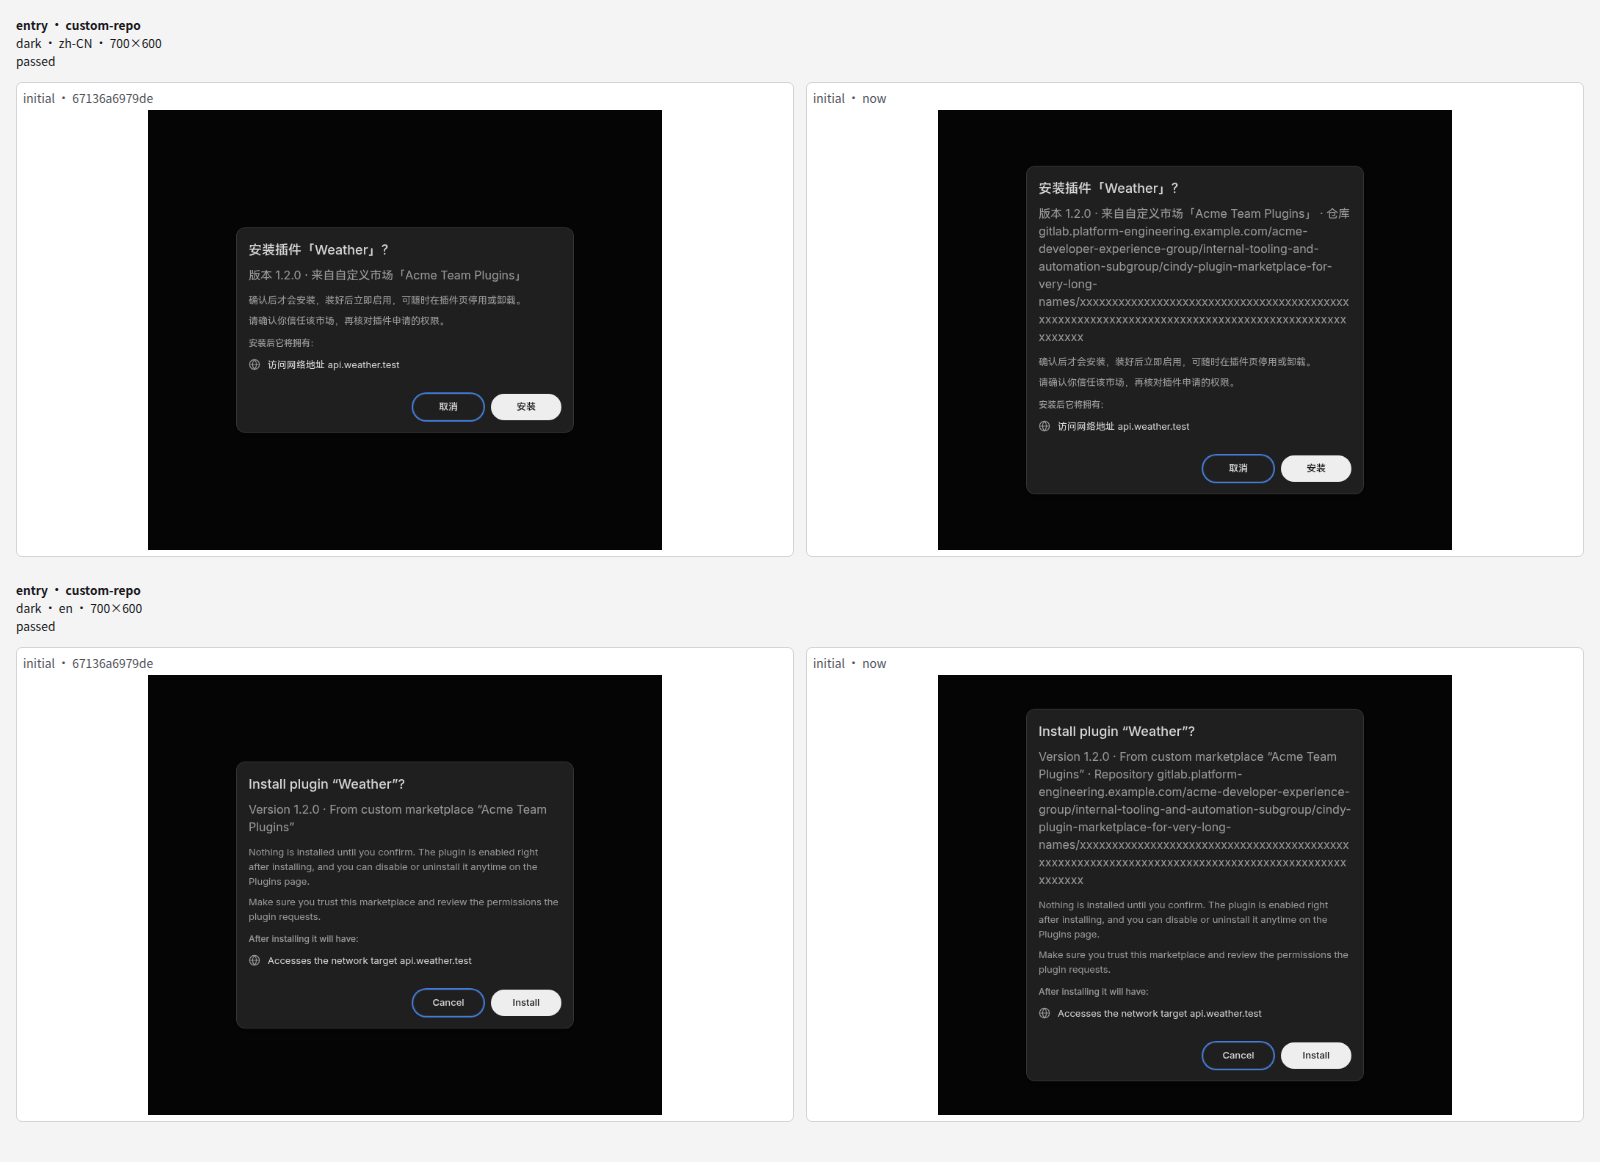 entry • custom-repo
dark • zh-CN • 700×600
passed
initial • 67136a6979de
安装插件「Weather」？
版本 1.2.0 · 来自自定义市场「Acme Team Plugins」
确认后才会安装，装好后立即启用，可随时在插件页停用或卸载。
请确认你信任该市场，再核对插件申请的权限。
安装后它将拥有：
访问网络地址 api.weather.test
取消
安装
initial • now
安装插件「Weather」？
版本 1.2.0 · 来自自定义市场「Acme Team Plugins」 · 仓库
gitlab.platform-engineering.example.com/acme-
developer-experience-group/internal-tooling-and-
automation-subgroup/cindy-plugin-marketplace-for-
very-long-
names/xxxxxxxxxxxxxxxxxxxxxxxxxxxxxxxxxxxxxxxxxx
xxxxxxxxxxxxxxxxxxxxxxxxxxxxxxxxxxxxxxxxxxxxxxxx
xxxxxxx
确认后才会安装，装好后立即启用，可随时在插件页停用或卸载。
请确认你信任该市场，再核对插件申请的权限。
安装后它将拥有：
访问网络地址 api.weather.test
取消
安装
entry • custom-repo
dark • en • 700×600
passed
initial • 67136a6979de
Install plugin “Weather”?
Version 1.2.0 · From custom marketplace “Acme Team
Plugins”
Nothing is installed until you confirm. The plugin is enabled right
after installing, and you can disable or uninstall it anytime on the
Plugins page.
Make sure you trust this marketplace and review the permissions the
plugin requests.
After installing it will have:
Accesses the network target api.weather.test
Cancel
Install
initial • now
Install plugin “Weather”?
Version 1.2.0 · From custom marketplace “Acme Team
Plugins” · Repository gitlab.platform-
engineering.example.com/acme-developer-experience-
group/internal-tooling-and-automation-subgroup/cindy-
plugin-marketplace-for-very-long-
names/xxxxxxxxxxxxxxxxxxxxxxxxxxxxxxxxxxxxxxxxxx
xxxxxxxxxxxxxxxxxxxxxxxxxxxxxxxxxxxxxxxxxxxxxxxx
xxxxxxx
Nothing is installed until you confirm. The plugin is enabled right
after installing, and you can disable or uninstall it anytime on the
Plugins page.
Make sure you trust this marketplace and review the permissions the
plugin requests.
After installing it will have:
Accesses the network target api.weather.test
Cancel
Install